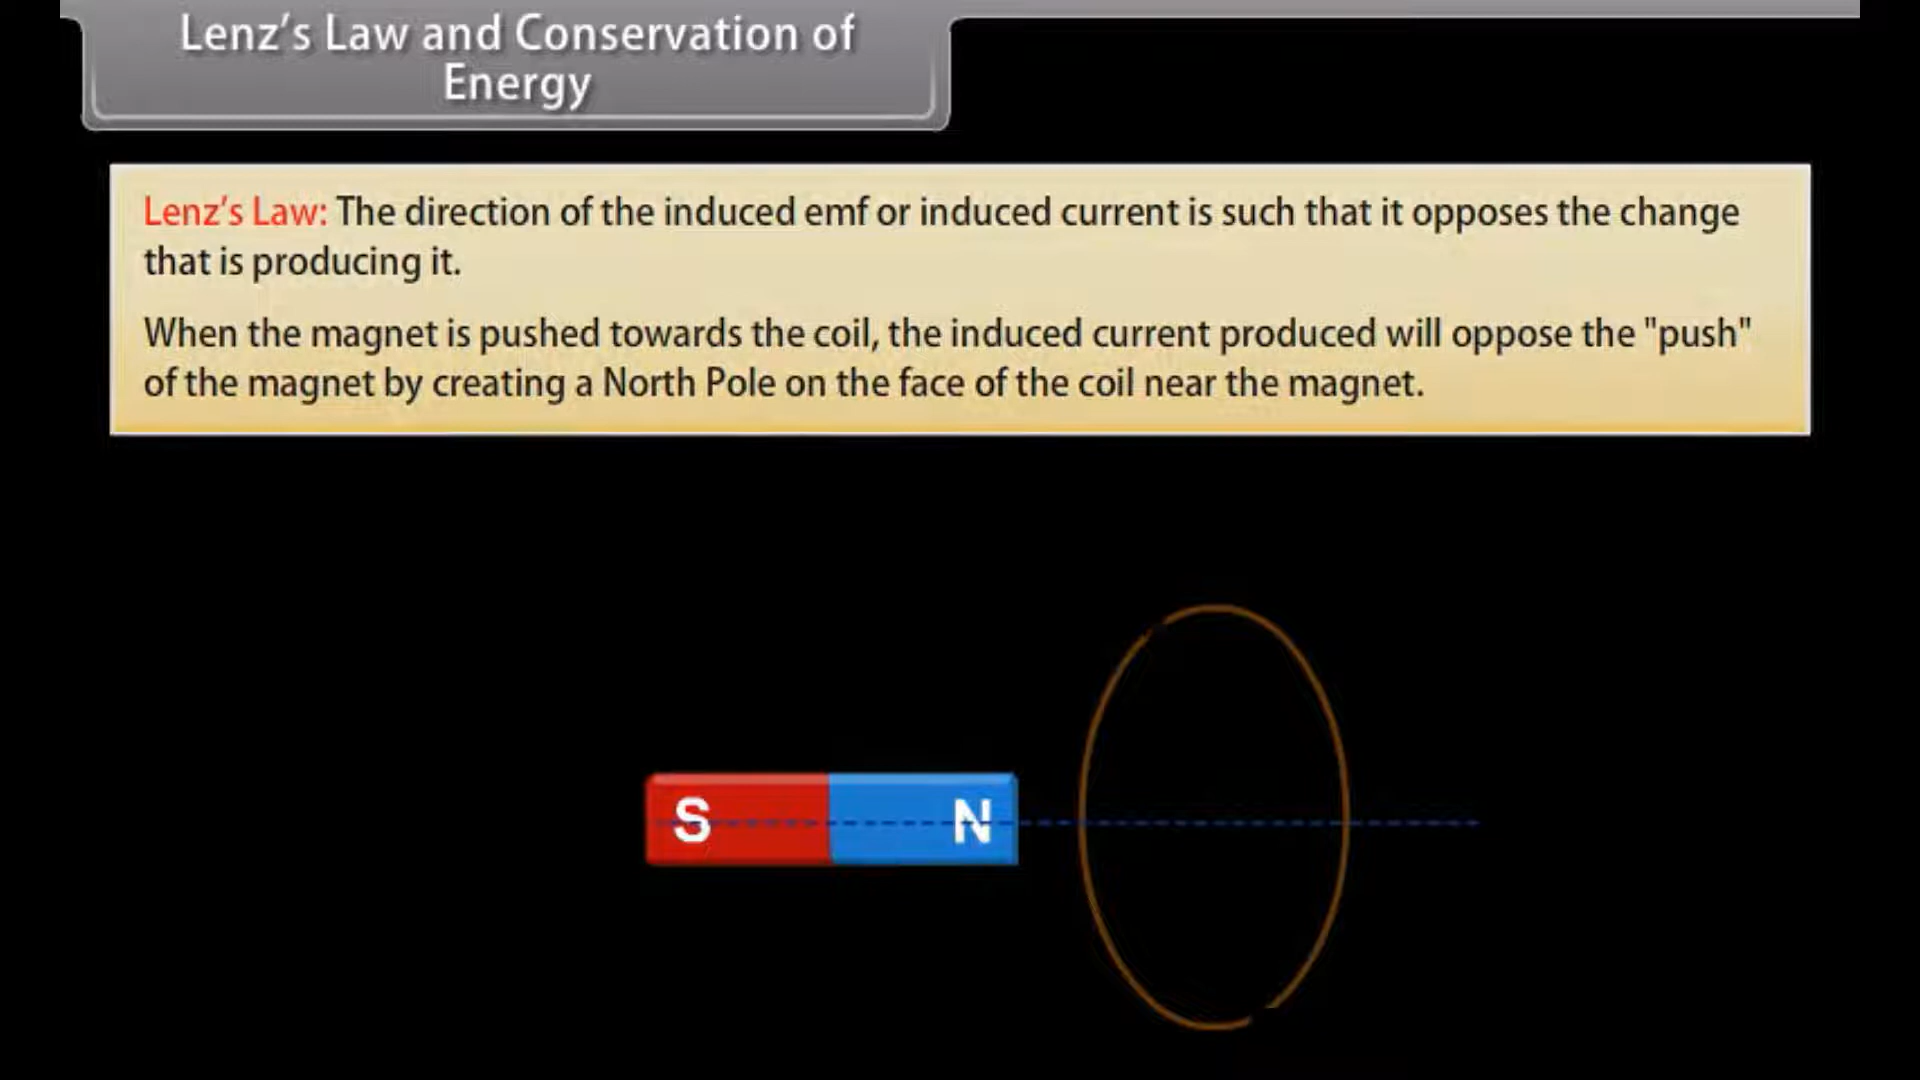 Lenz's Law and Conservation of
Energy
Lenz's Law: The direction of the induced emf or induced current is such that it opposes the change
that is producing it.
When the magnet is pushed towards the coil, the induced current produced will oppose the "push"
of the magnet by creating a North Pole on the face of the coil near the magnet.
S N